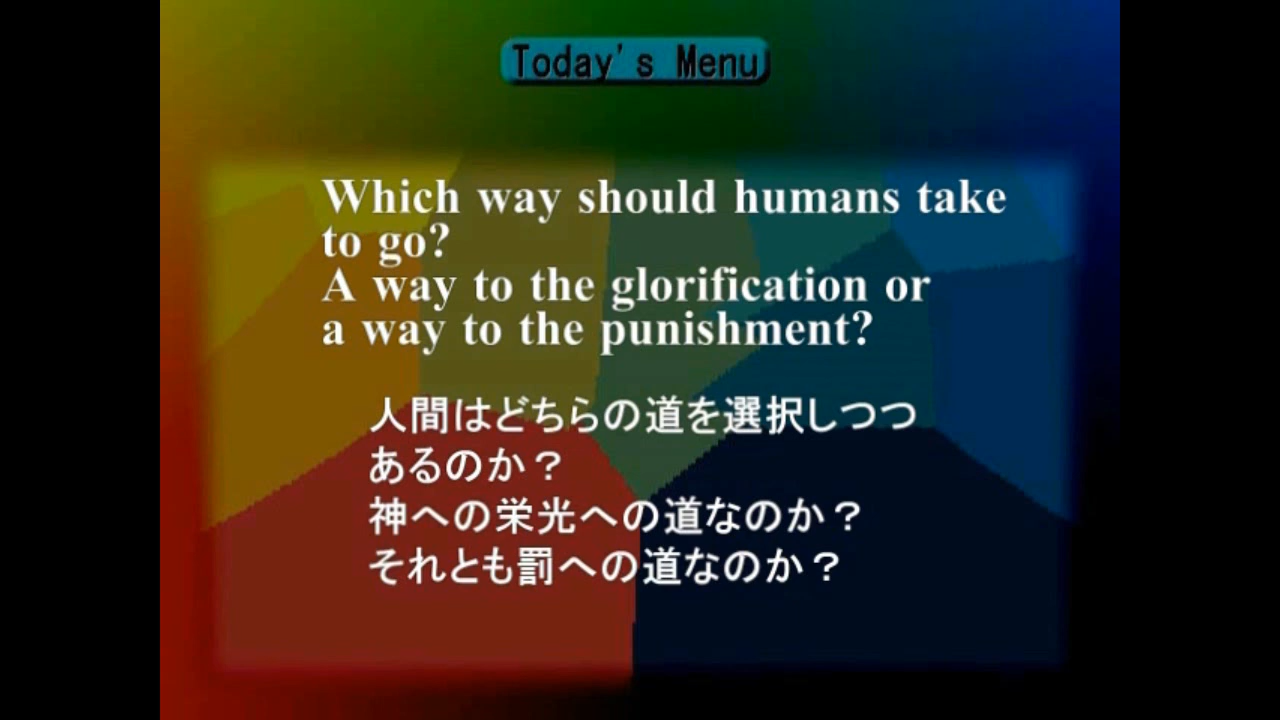 Today's Menu
Which way should humans take
to go?
A way to the glorification or
a way to the punishment?
人間はどちらの道を選択しつつ
あるのか？
神への栄光への道なのか？
それとも罰への道なのか？